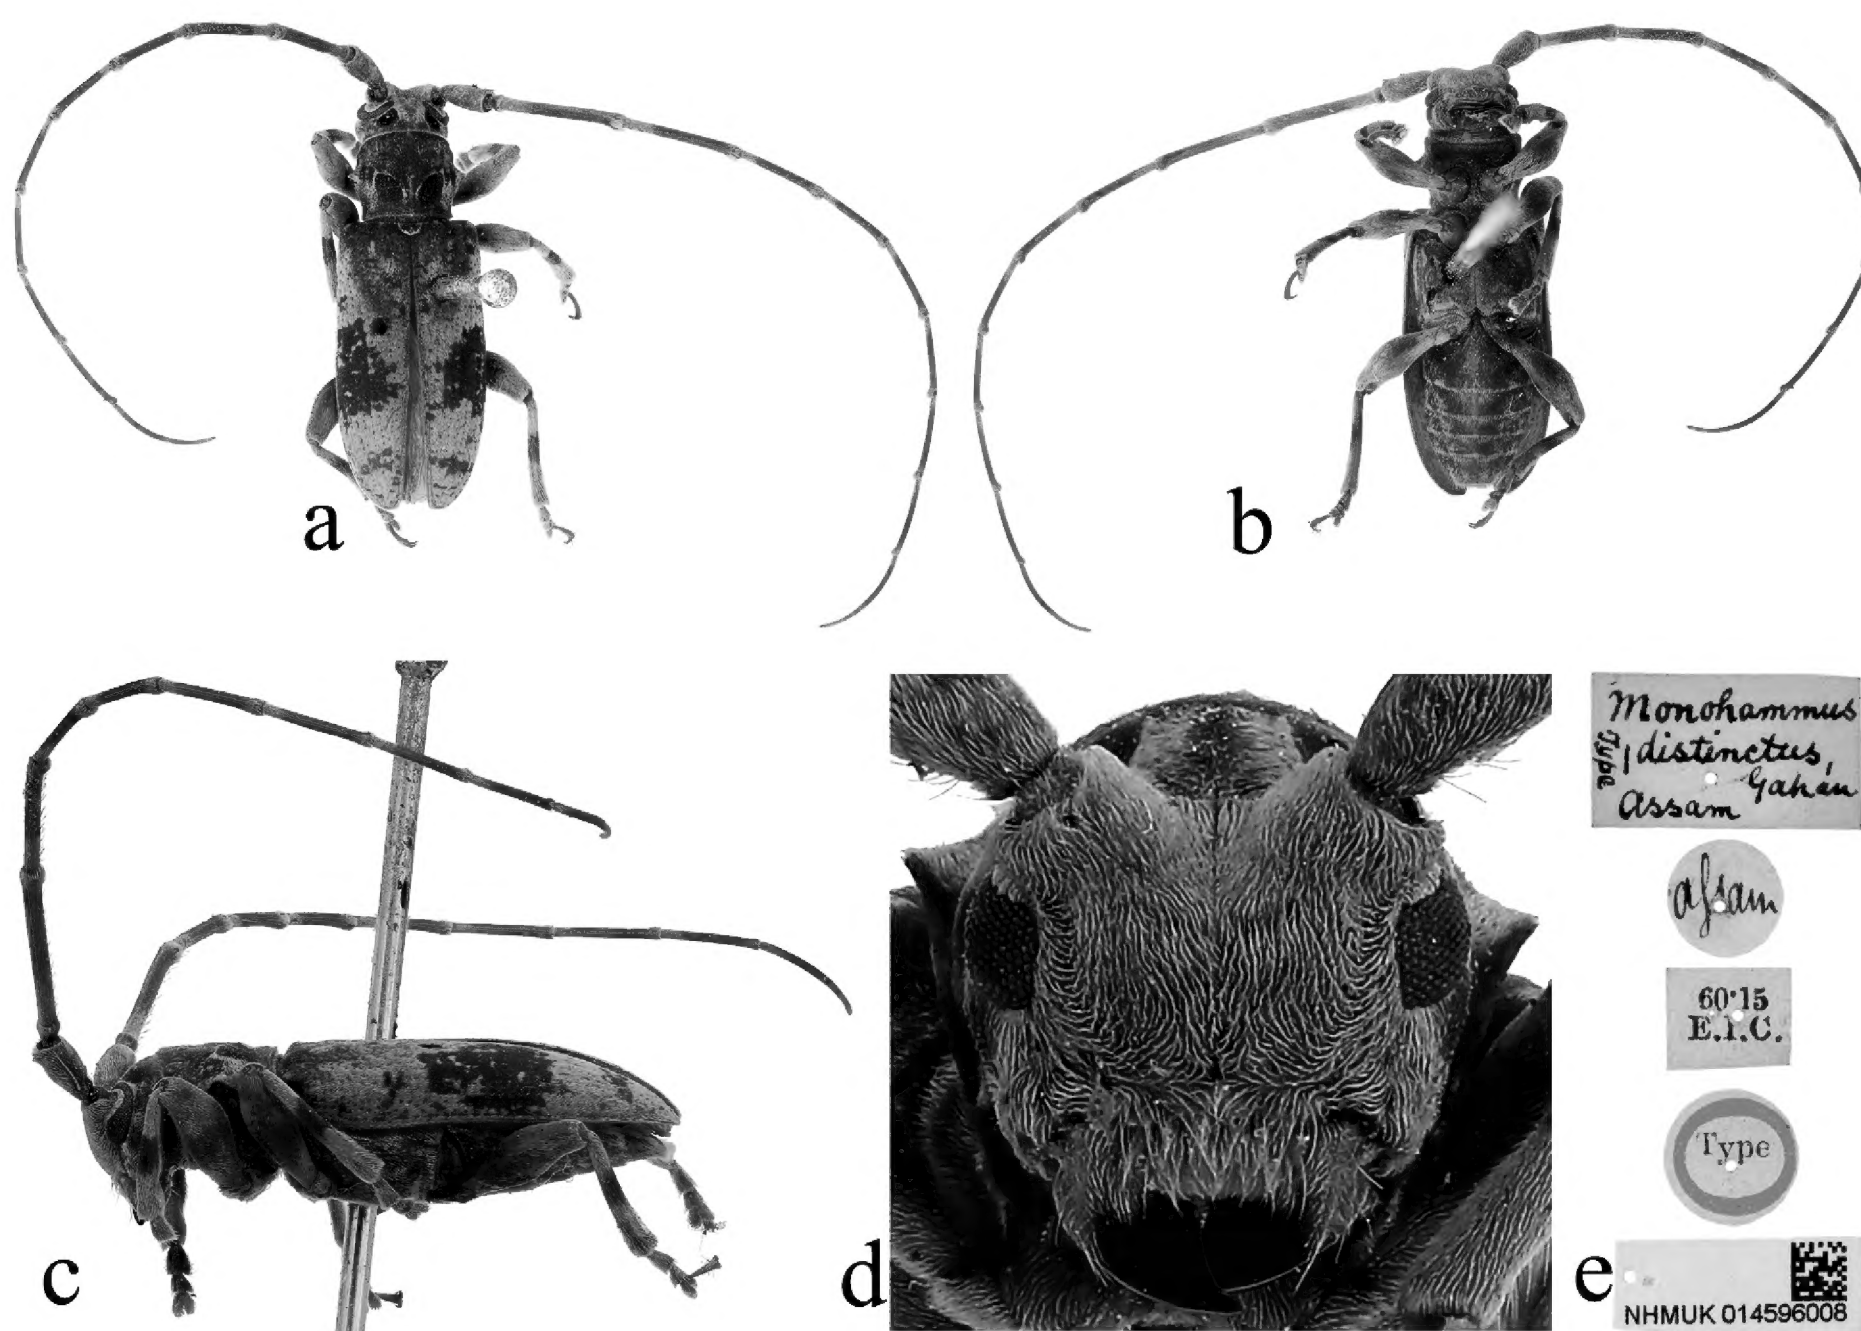 a
b
c
d
e
Monohammus
Type
distinctus,
Gahan
Assam
aſsam
60·15
E.I.C.
Type
NHMUK 014596008